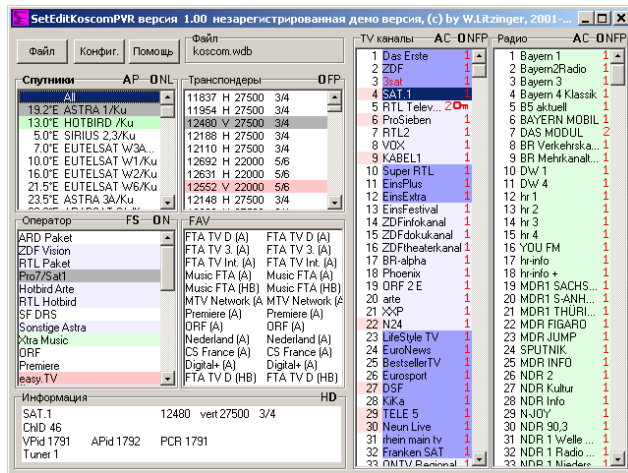 SetEditKoscomPVR версия 1.00 незарегистрированная демо версия, (c) by W.Litzinger, 2001-...
Файл
Конфиг.
Помощь
Файл
koscom.wdb
Спутники AP ONL
All
19.2°E ASTRA 1/Ku
13.0°E HOTBIRD /Ku
5.0°E SIRIUS 2,3/Ku
7.0°E EUTELSAT W3A...
10.0°E EUTELSAT W1/Ku
16.0°E EUTELSAT W2/Ku
21.5°E EUTELSAT W6/Ku
23.5°E ASTRA 3A/Ku
Транспондеры OFP
11837 H 27500 3/4
11954 H 27500 3/4
12480 V 27500 3/4
12188 H 27500 3/4
12110 H 27500 3/4
12692 H 22000 5/6
12631 H 22000 5/6
12552 V 22000 5/6
12148 H 27500 3/4
Оператор FS ON
ARD Paket
ZDF Vision
RTL Paket
Pro7/Sat1
Hotbird Arte
RTL Hotbird
SF DRS
Sonstige Astra
Xtra Music
ORF
Premiere
easy.TV
FAV
FTA TV D (A) FTA TV D (A)
FTA TV 3. (A) FTA TV 3. (A)
FTA TV Int. (A) FTA TV Int. (A)
Music FTA (A) Music FTA (A)
Music FTA (HB) Music FTA (HB)
MTV Network (A MTV Network (A
Premiere (A) Premiere (A)
ORF (A) ORF (A)
Nederland (A) Nederland (A)
CS France (A) CS France (A)
Digital+ (A) Digital+ (A)
FTA TV D (HB) FTA TV D (HB)
Информация HD
SAT.1 12480 vert 27500 3/4
ChID 46
VPid 1791 APid 1792 PCR 1791
Tuner 1
TV каналы AC ONFP
1 Das Erste 1
2 ZDF 1
3 3sat 1
4 SAT.1 1
5 RTL Telev... 2
6 ProSieben 1
7 RTL2 1
8 VOX 1
9 KABEL1 1
10 Super RTL 1
11 EinsPlus 1
12 EinsExtra 1
13 EinsFestival 1
14 ZDFinfokanal 1
15 ZDFdokukanal 1
16 ZDFtheaterkanal 1
17 BR-alpha 1
18 Phoenix 1
19 ORF 2 E 1
20 arte 1
21 XXP 1
22 N24 1
23 LifeStyle TV 1
24 EuroNews 1
25 BestsellerTV 1
26 Eurosport 1
27 DSF 1
28 KiKa 1
29 TELE 5 1
30 Neun Live 1
31 rhein main tv 1
32 Franken SAT 1
33 ONTV Regional 1
Радио AC ONFP
1 Bayern 1 1
2 Bayern2Radio 1
3 Bayern 3 1
4 Bayern 4 Klassik 1
5 B5 aktuell 1
6 BAYERN MOBIL 1
7 DAS MODUL 2
8 BR Verkehrska... 1
9 BR Mehrkanalt... 1
10 DW 1 1
11 DW 4 1
12 hr 1 1
13 hr 2 1
14 hr 3 1
15 hr 4 1
16 YOU FM 1
17 hr-info 1
18 hr-info + 1
19 MDR1 SACHS... 1
20 MDR1 S-ANH... 1
21 MDR1 THÜRI... 1
22 MDR FIGARO 1
23 MDR JUMP 1
24 SPUTNIK 1
25 MDR INFO 1
26 NDR 2 1
27 NDR Kultur 1
28 NDR Info 1
29 N-JOY 1
30 NDR 90,3 1
31 NDR 1 Welle ... 1
32 NDR 1 Radio ... 1
33 NDR 1 Nieders... 1